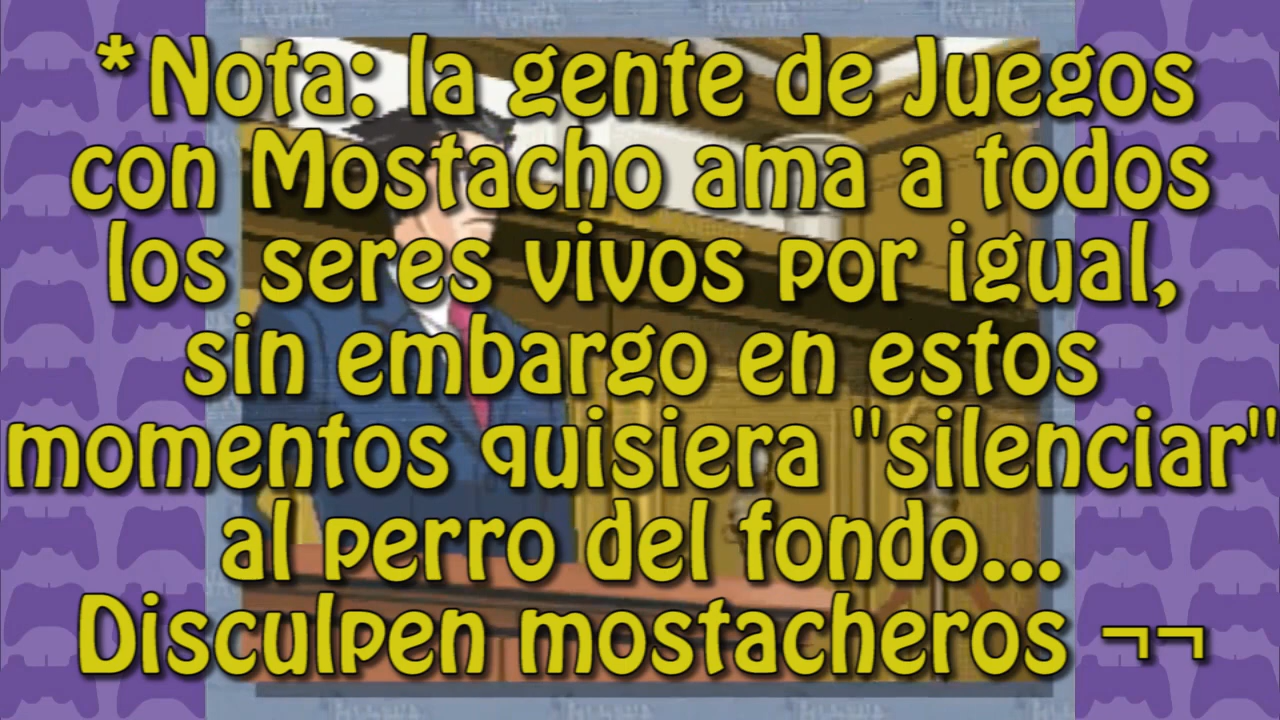 *Nota: la gente de Juegos
con Mostacho ama a todos
los seres vivos por igual,
sin embargo en estos
momentos quisiera "silenciar"
al perro del fondo...
Disculpen mostacheros ¬¬